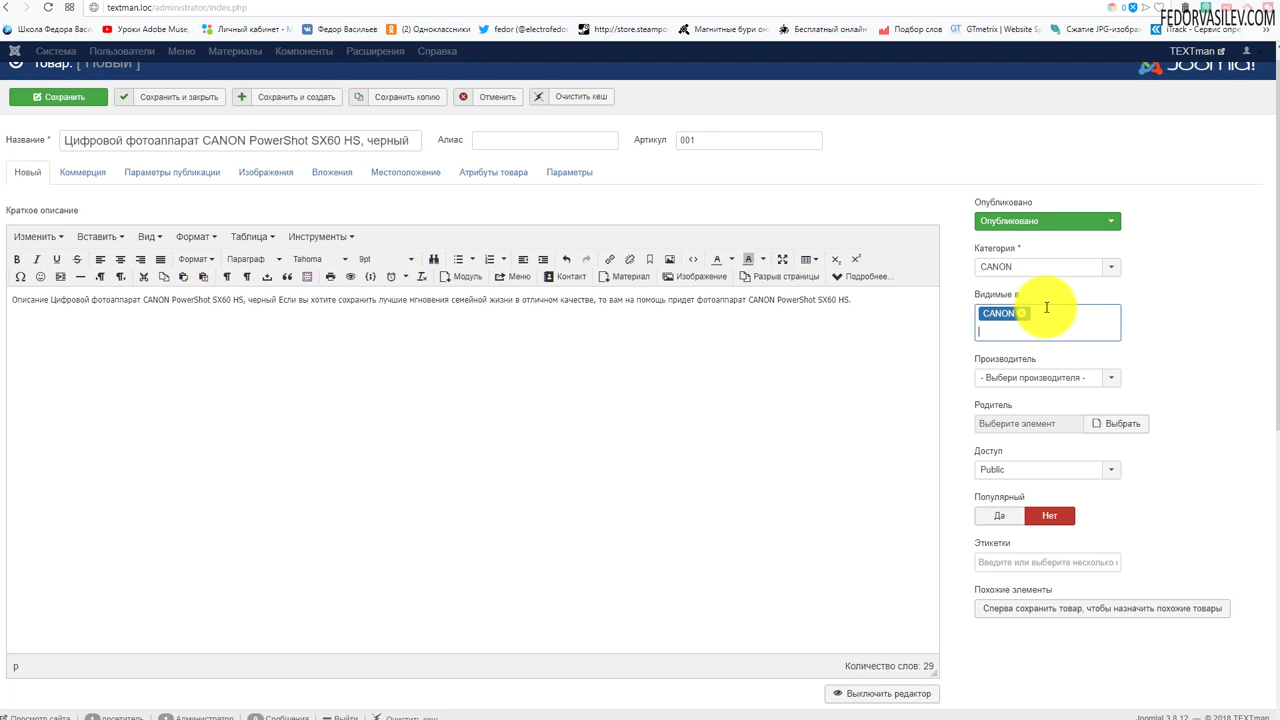 textman.loc/administrator/index.php
FEDORVASILEV.COM
Школа Федора Васи
Уроки Adobe Muse,
Личный кабинет -
Федор Васильев
(2) Одноклассники
fedor (@electrofedor
http://store.steampo
Магнитные бури он
Бесплатный онлайн
Подбор слов
GTmetrix | Website S
Сжатие JPG-изобра
iTrack - Сервис опре
Система Пользователи Меню Материалы Компоненты Расширения Справка
TEXTman
Товар: [ Новый ]
Joomla!
Сохранить
Сохранить и закрыть
Сохранить и создать
Сохранить копию
Отменить
Очистить кеш
Название * Цифровой фотоаппарат CANON PowerShot SX60 HS, черный Алиас Артикул 001
Новый Коммерция Параметры публикации Изображения Вложения Местоположение Атрибуты товара Параметры
Краткое описание
Изменить Вставить Вид Формат Таблица Инструменты
Формат Параграф Tahoma 9pt
Модуль Меню Контакт Материал Изображение Разрыв страницы Подробнее...
Описание Цифровой фотоаппарат CANON PowerShot SX60 HS, черный Если вы хотите сохранить лучшие мгновения семейной жизни в отличном качестве, то вам на помощь придет фотоаппарат CANON PowerShot SX60 HS.
p
Количество слов: 29
Выключить редактор
Опубликовано
Опубликовано
Категория *
CANON
Видимые в
CANON
Производитель
- Выбери производителя -
Родитель
Выберите элемент Выбрать
Доступ
Public
Популярный
Да Нет
Этикетки
Введите или выберите несколько
Похожие элементы
Сперва сохранить товар, чтобы назначить похожие товары
Просмотр сайта
посетитель
Администратор
Сообщения
Выйти
Очистить кеш
Joomla! 3.8.12 — © 2018 TEXTman